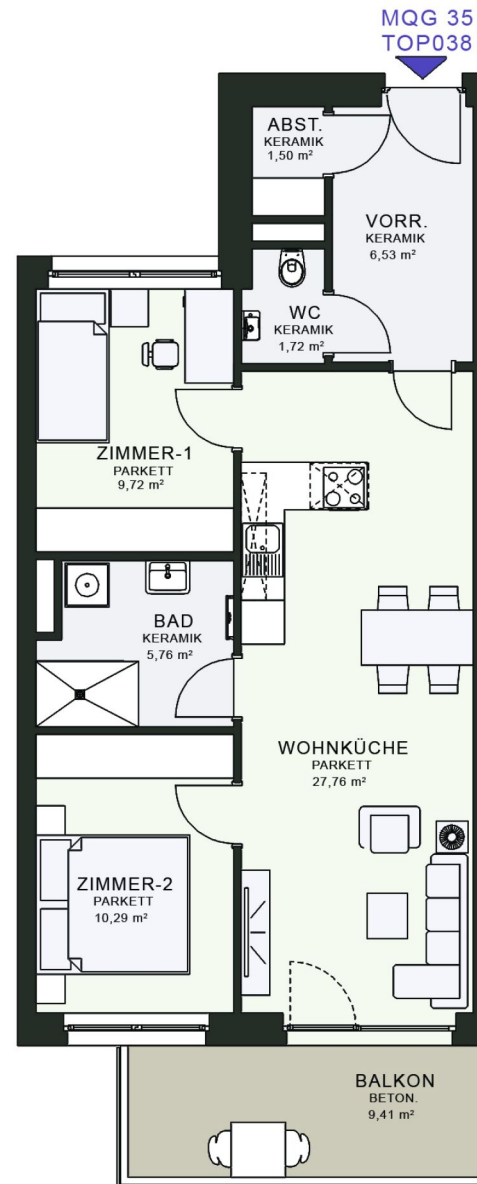 MQG 35
TOP038
ABST.
KERAMIK
1,50 m²
VORR.
KERAMIK
6,53 m²
WC
KERAMIK
1,72 m²
ZIMMER-1
PARKETT
9,72 m²
BAD
KERAMIK
5,76 m²
WOHNKÜCHE
PARKETT
27,76 m²
ZIMMER-2
PARKETT
10,29 m²
BALKON
BETON.
9,41 m²